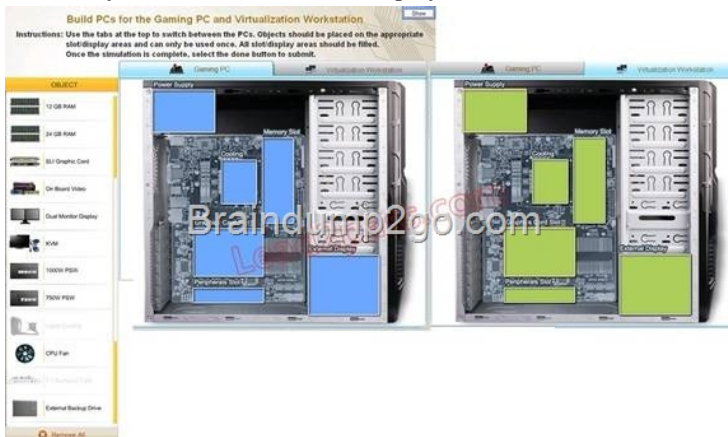 Build PCs for the Gaming PC and Virtualization Workstation
Show
Instructions: Use the tabs at the top to switch between the PCs. Objects should be placed on the appropriate
slot/display areas and can only be used once. All slot/display areas should be filled.
Once the simulation is complete, select the done button to submit.
OBJECT
12 GB RAM
24 GB RAM
SLI Graphic Card
On Board Video
Dual Monitor Display
KVM
1000W PSW
750W PSW
CPU Fan
External Backup Drive
Remove All
Gaming PC
Virtualization Workstation
Power Supply
Memory Slot
Cooling
External Display
Peripherals Slot
Gaming PC
Virtualization Workstation
Power Supply
Memory Slot
Cooling
External Display
Peripherals Slot
Braindump2go.com